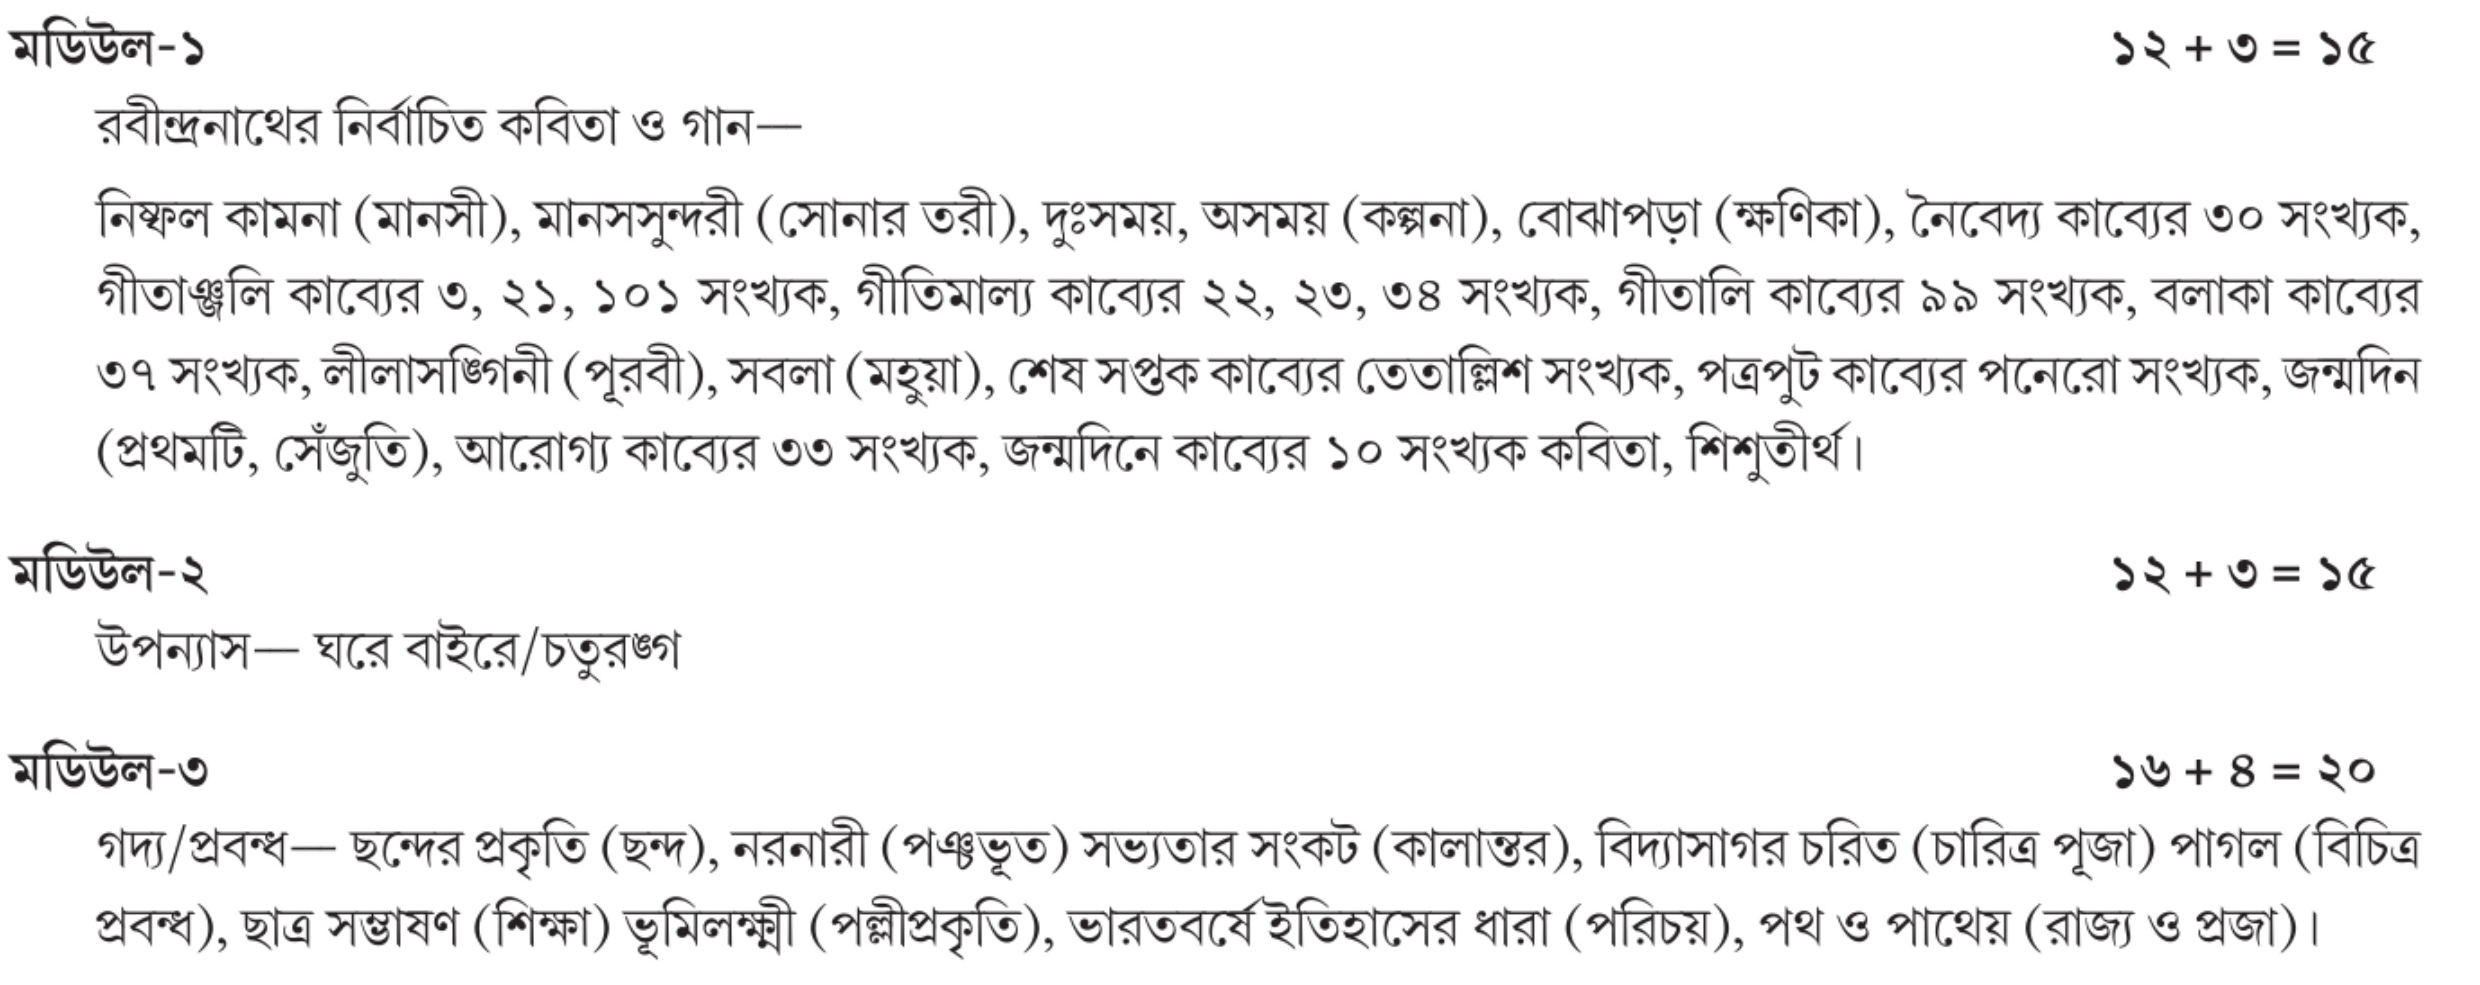 মডিউল-১ ১২ + ৩ = ১৫
রবীন্দ্রনাথের নির্বাচিত কবিতা ও গান—
নিষ্ফল কামনা (মানসী), মানসসুন্দরী (সোনার তরী), দুঃসময়, অসময় (কল্পনা), বোঝাপড়া (ক্ষণিকা), নৈবেদ্য কাব্যের ৩০ সংখ্যক,
গীতাঞ্জলি কাব্যের ৩, ২১, ১০১ সংখ্যক, গীতিমাল্য কাব্যের ২২, ২৩, ৩৪ সংখ্যক, গীতালি কাব্যের ৯৯ সংখ্যক, বলাকা কাব্যের
৩৭ সংখ্যক, লীলাসঙ্গিনী (পূরবী), সবলা (মহুয়া), শেষ সপ্তক কাব্যের তেতাল্লিশ সংখ্যক, পত্রপুট কাব্যের পনেরো সংখ্যক, জন্মদিন
(প্রথমটি, সেঁজুতি), আরোগ্য কাব্যের ৩৩ সংখ্যক, জন্মদিনে কাব্যের ১০ সংখ্যক কবিতা, শিশুতীর্থ।
মডিউল-২ ১২ + ৩ = ১৫
উপন্যাস— ঘরে বাইরে/চতুরঙ্গ
মডিউল-৩ ১৬ + ৪ = ২০
গদ্য/প্রবন্ধ— ছন্দের প্রকৃতি (ছন্দ), নরনারী (পঞ্চভূত) সভ্যতার সংকট (কালান্তর), বিদ্যাসাগর চরিত (চারিত্র পূজা) পাগল (বিচিত্র
প্রবন্ধ), ছাত্র সম্ভাষণ (শিক্ষা) ভূমিলক্ষ্মী (পল্লীপ্রকৃতি), ভারতবর্ষে ইতিহাসের ধারা (পরিচয়), পথ ও পাথেয় (রাজ্য ও প্রজা)।